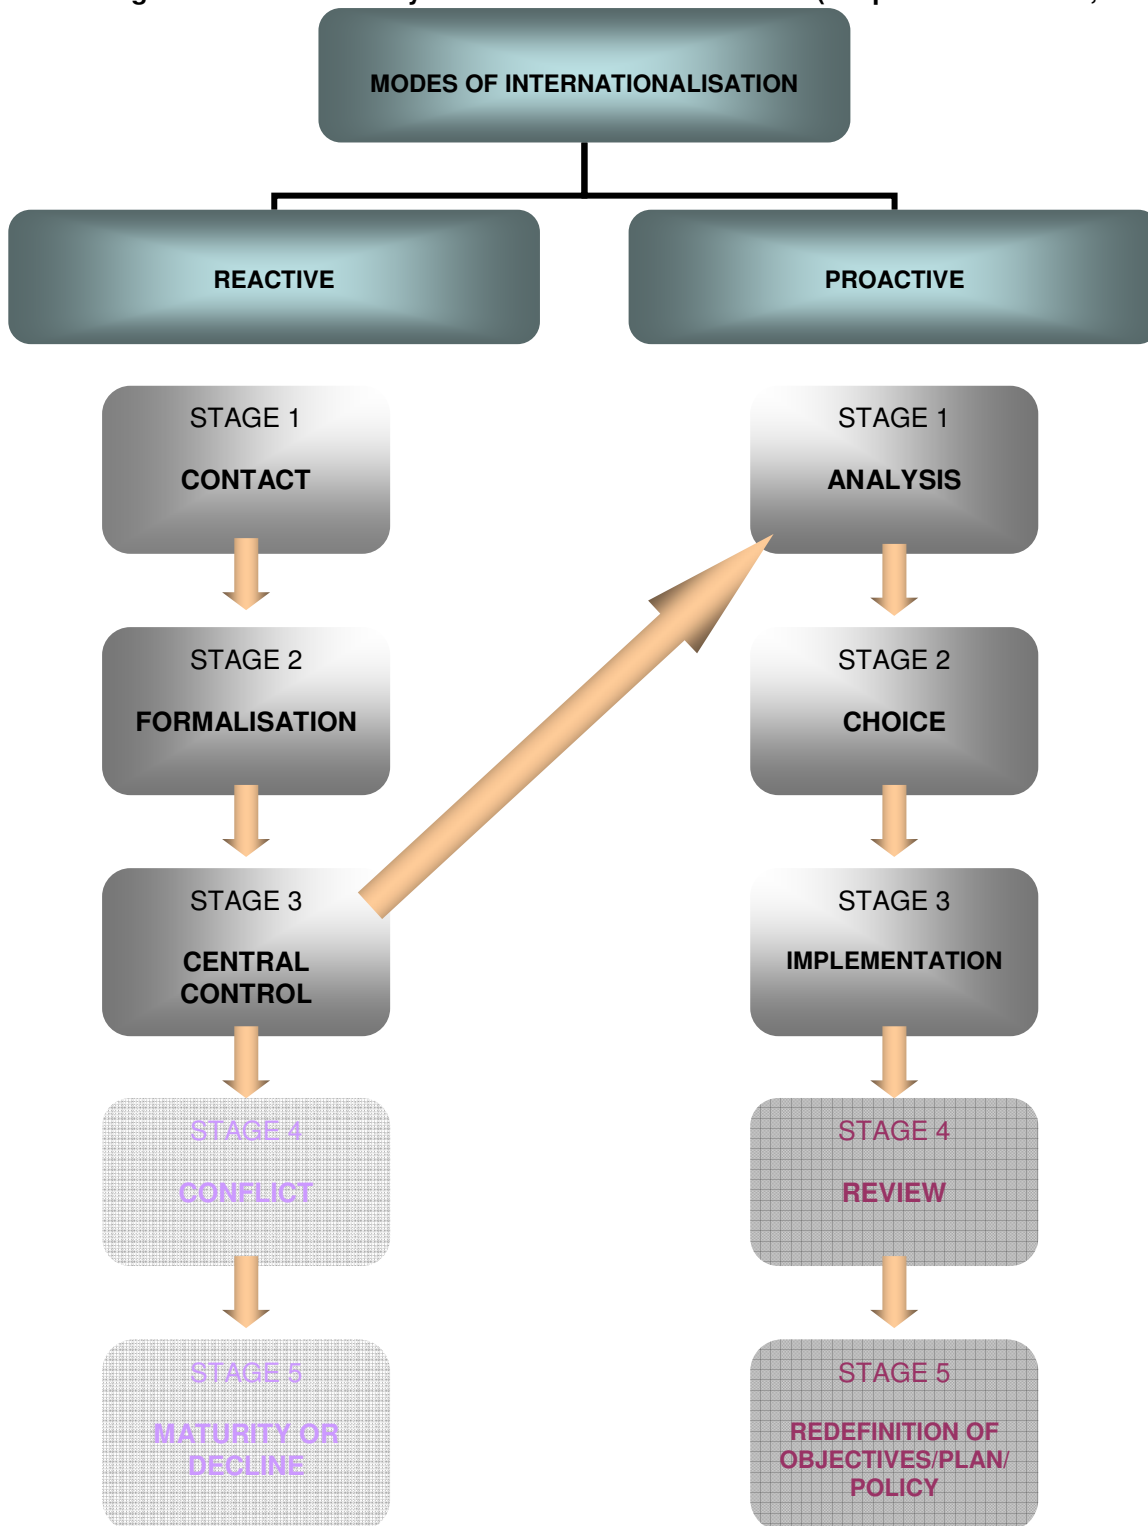 MODES OF INTERNATIONALISATION
REACTIVE
PROACTIVE
STAGE 1
CONTACT
STAGE 2
FORMALISATION
STAGE 3
CENTRAL
CONTROL
STAGE 4
CONFLICT
STAGE 5
MATURITY OR
DECLINE
STAGE 1
ANALYSIS
STAGE 2
CHOICE
STAGE 3
IMPLEMENTATION
STAGE 4
REVIEW
STAGE 5
REDEFINITION OF
OBJECTIVES/PLAN/
POLICY